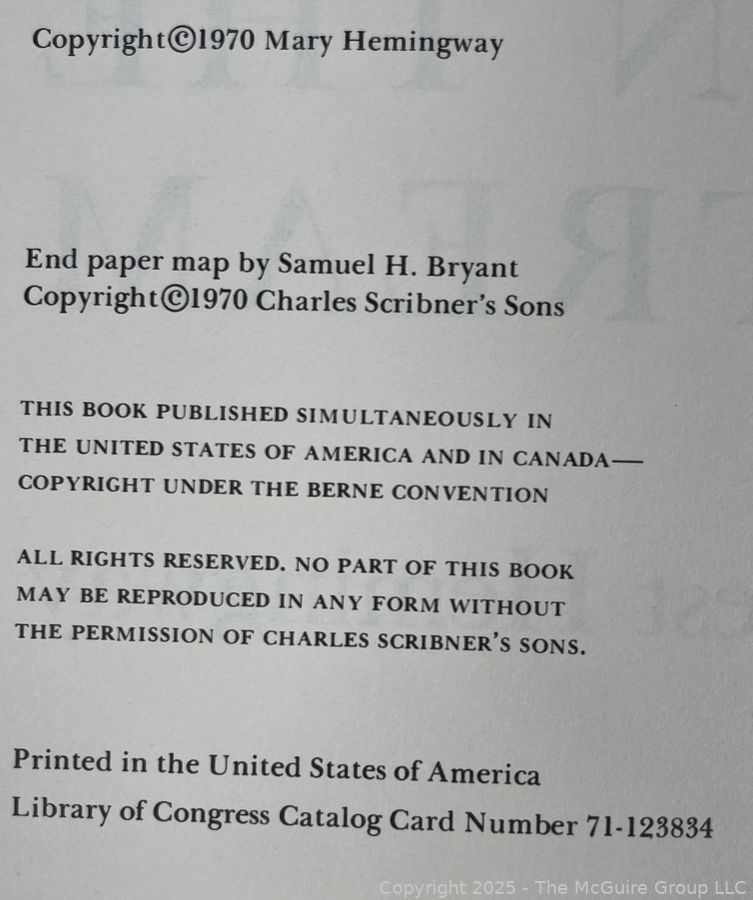 Copyright©1970 Mary Hemingway
End paper map by Samuel H. Bryant
Copyright©1970 Charles Scribner's Sons
THIS BOOK PUBLISHED SIMULTANEOUSLY IN
THE UNITED STATES OF AMERICA AND IN CANADA—
COPYRIGHT UNDER THE BERNE CONVENTION
ALL RIGHTS RESERVED. NO PART OF THIS BOOK
MAY BE REPRODUCED IN ANY FORM WITHOUT
THE PERMISSION OF CHARLES SCRIBNER'S SONS.
Printed in the United States of America
Library of Congress Catalog Card Number 71-123834
Copyright 2025 - The McGuire Group LLC